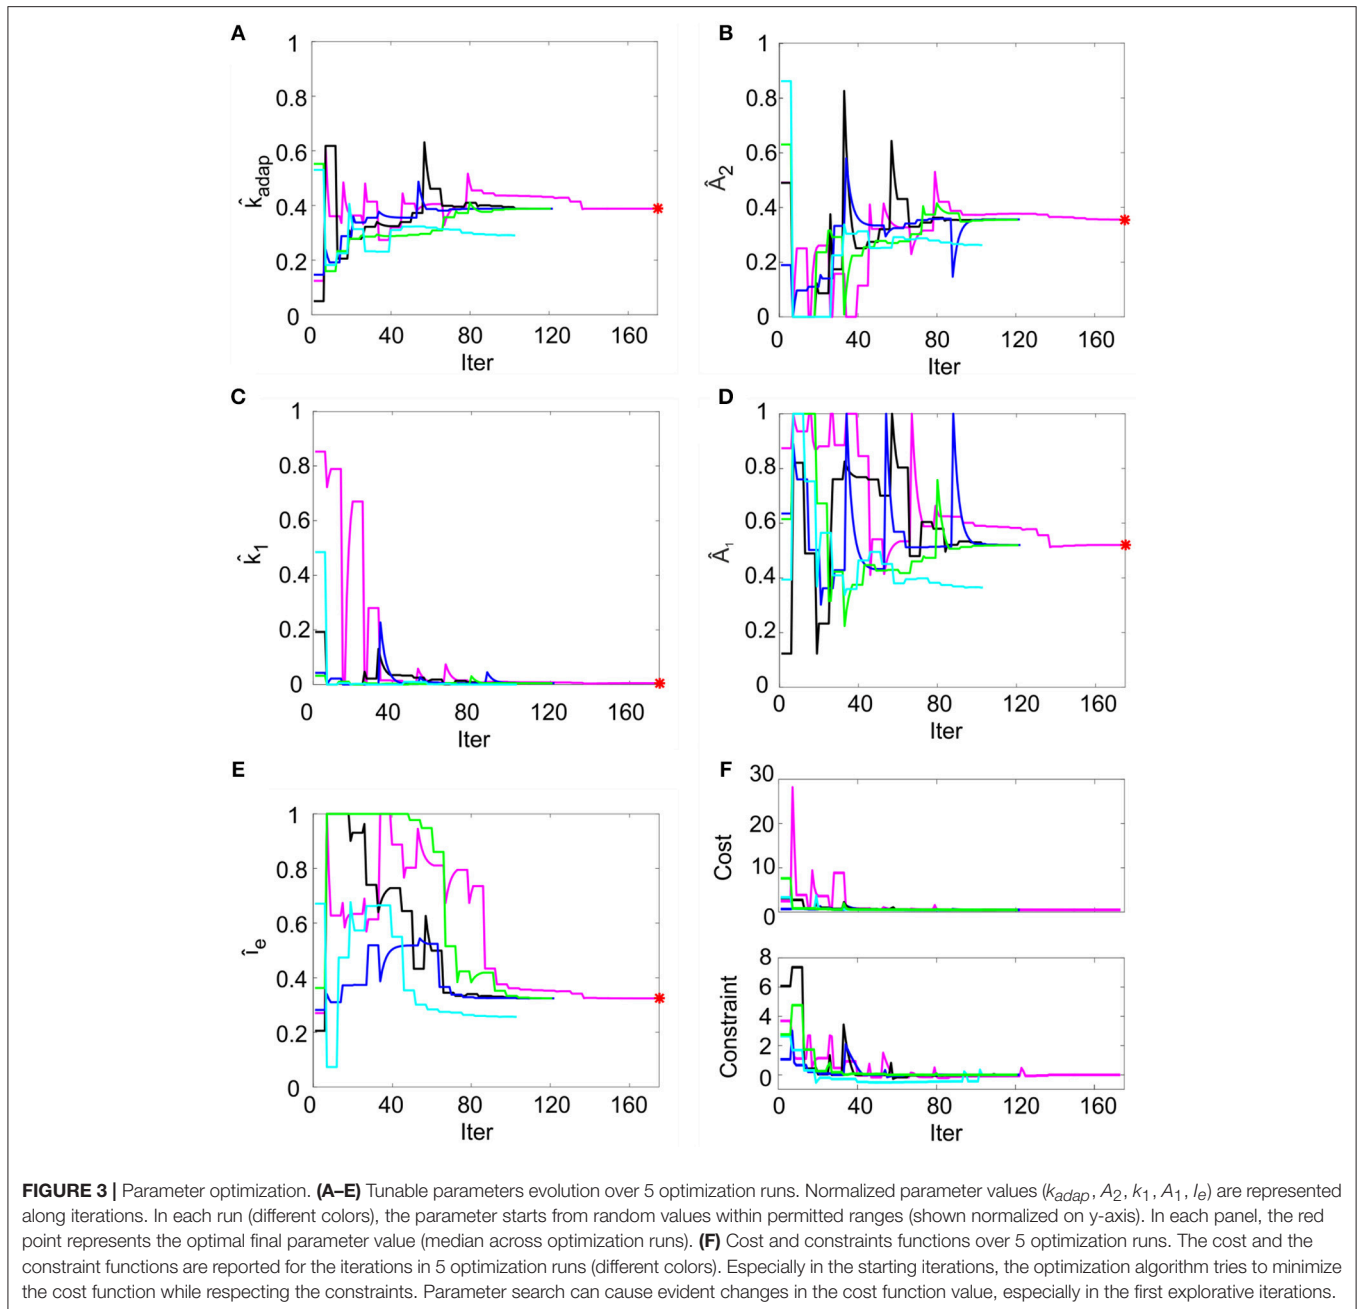 A
1
0.8
0.6
0.4
0.2
0
k̂adap
0 40 80 120 160
Iter
B
1
0.8
0.6
0.4
0.2
0
Â2
0 40 80 120 160
Iter
C
1
0.8
0.6
0.4
0.2
0
k̂1
0 40 80 120 160
Iter
D
1
0.8
0.6
0.4
0.2
0
Â1
0 40 80 120 160
Iter
E
1
0.8
0.6
0.4
0.2
0
Îe
0 40 80 120 160
Iter
F
30
20
10
0
Cost
8
6
4
2
0
Constraint
0 40 80 120 160
Iter
FIGURE 3 | Parameter optimization. (A–E) Tunable parameters evolution over 5 optimization runs. Normalized parameter values (kadap, A2, k1, A1, Ie) are represented
along iterations. In each run (different colors), the parameter starts from random values within permitted ranges (shown normalized on y-axis). In each panel, the red
point represents the optimal final parameter value (median across optimization runs). (F) Cost and constraints functions over 5 optimization runs. The cost and the
constraint functions are reported for the iterations in 5 optimization runs (different colors). Especially in the starting iterations, the optimization algorithm tries to minimize
the cost function while respecting the constraints. Parameter search can cause evident changes in the cost function value, especially in the first explorative iterations.